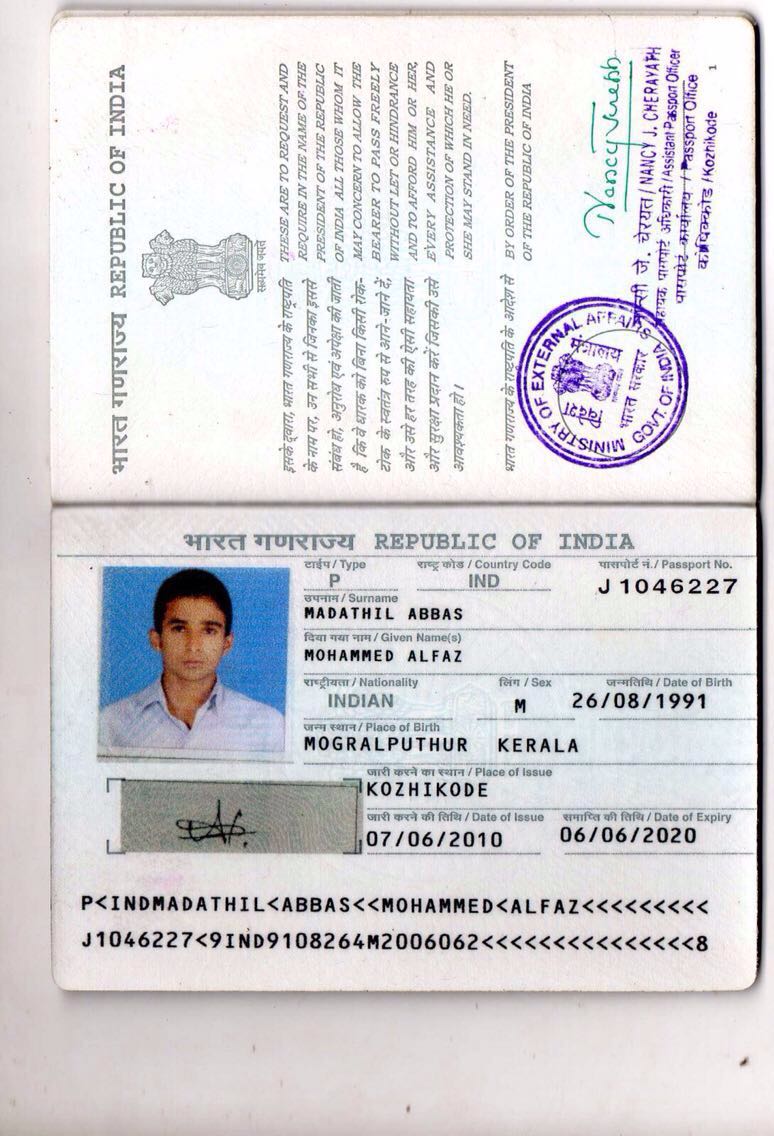 भारत गणराज्य REPUBLIC OF INDIA
सत्यमेव जयते
इसके द्वारा, भारत गणराज्य के राष्ट्रपति
के नाम पर, उन सभी से जिनका इससे
संबंध हो, अनुरोध एवं अपेक्षा की जाती
है कि वे धारक को बिना किसी रोक-
टोक के स्वतंत्र रूप से आने-जाने दें,
और उसे हर तरह की ऐसी सहायता
और सुरक्षा प्रदान करें जिसकी उसे
आवश्यकता हो।
THESE ARE TO REQUEST AND
REQUIRE IN THE NAME OF THE
PRESIDENT OF THE REPUBLIC
OF INDIA ALL THOSE WHOM IT
MAY CONCERN TO ALLOW THE
BEARER TO PASS FREELY
WITHOUT LET OR HINDRANCE
AND TO AFFORD HIM OR HER,
EVERY ASSISTANCE AND
PROTECTION OF WHICH HE OR
SHE MAY STAND IN NEED.
भारत गणराज्य के राष्ट्रपति के आदेश से
BY ORDER OF THE PRESIDENT
OF THE REPUBLIC OF INDIA
MINISTRY OF EXTERNAL AFFAIRS
GOVT. OF INDIA
विदेश मंत्रालय
भारत सरकार
Nancy
जे. चेरयत / NANCY J. CHERAYATH
सहायक पासपोर्ट अधिकारी / Assistant Passport Officer
पासपोर्ट कार्यालय / Passport Office
कोषिक्कोड / Kozhikode
1
भारत गणराज्य REPUBLIC OF INDIA
टाईप / Type राष्ट्र कोड / Country Code पासपोर्ट नं. / Passport No.
P IND J 1046227
उपनाम / Surname
MADATHIL ABBAS
दिया गया नाम / Given Name(s)
MOHAMMED ALFAZ
राष्ट्रीयता / Nationality लिंग / Sex जन्मतिथि / Date of Birth
INDIAN M 26/08/1991
जन्म स्थान / Place of Birth
MOGRALPUTHUR KERALA
जारी करने का स्थान / Place of Issue
KOZHIKODE
जारी करने की तिथि / Date of Issue समाप्ति की तिथि / Date of Expiry
07/06/2010 06/06/2020
P<INDMADATHIL<ABBAS<<MOHAMMED<ALFAZ<<<<<<<<<
J1046227<9IND9108264M2006062<<<<<<<<<<<<<<<8